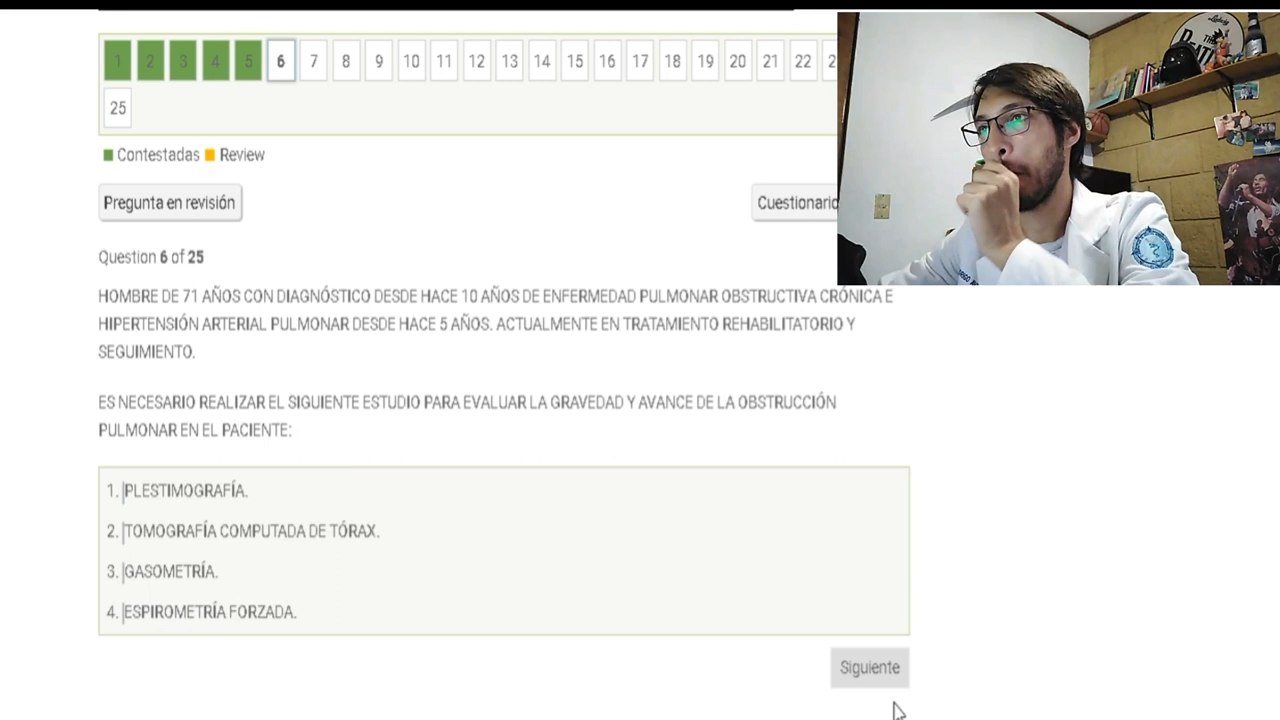 1 2 3 4 5 6 7 8 9 10 11 12 13 14 15 16 17 18 19 20 21 22 2
25
Contestadas Review
Pregunta en revisión Cuestionario
Question 6 of 25
HOMBRE DE 71 AÑOS CON DIAGNÓSTICO DESDE HACE 10 AÑOS DE ENFERMEDAD PULMONAR OBSTRUCTIVA CRÓNICA E
HIPERTENSIÓN ARTERIAL PULMONAR DESDE HACE 5 AÑOS. ACTUALMENTE EN TRATAMIENTO REHABILITATORIO Y
SEGUIMIENTO.
ES NECESARIO REALIZAR EL SIGUIENTE ESTUDIO PARA EVALUAR LA GRAVEDAD Y AVANCE DE LA OBSTRUCCIÓN
PULMONAR EN EL PACIENTE:
1. PLESTIMOGRAFÍA.
2. TOMOGRAFÍA COMPUTADA DE TÓRAX.
3. GASOMETRÍA.
4. ESPIROMETRÍA FORZADA.
Siguiente
Ludwig
THE